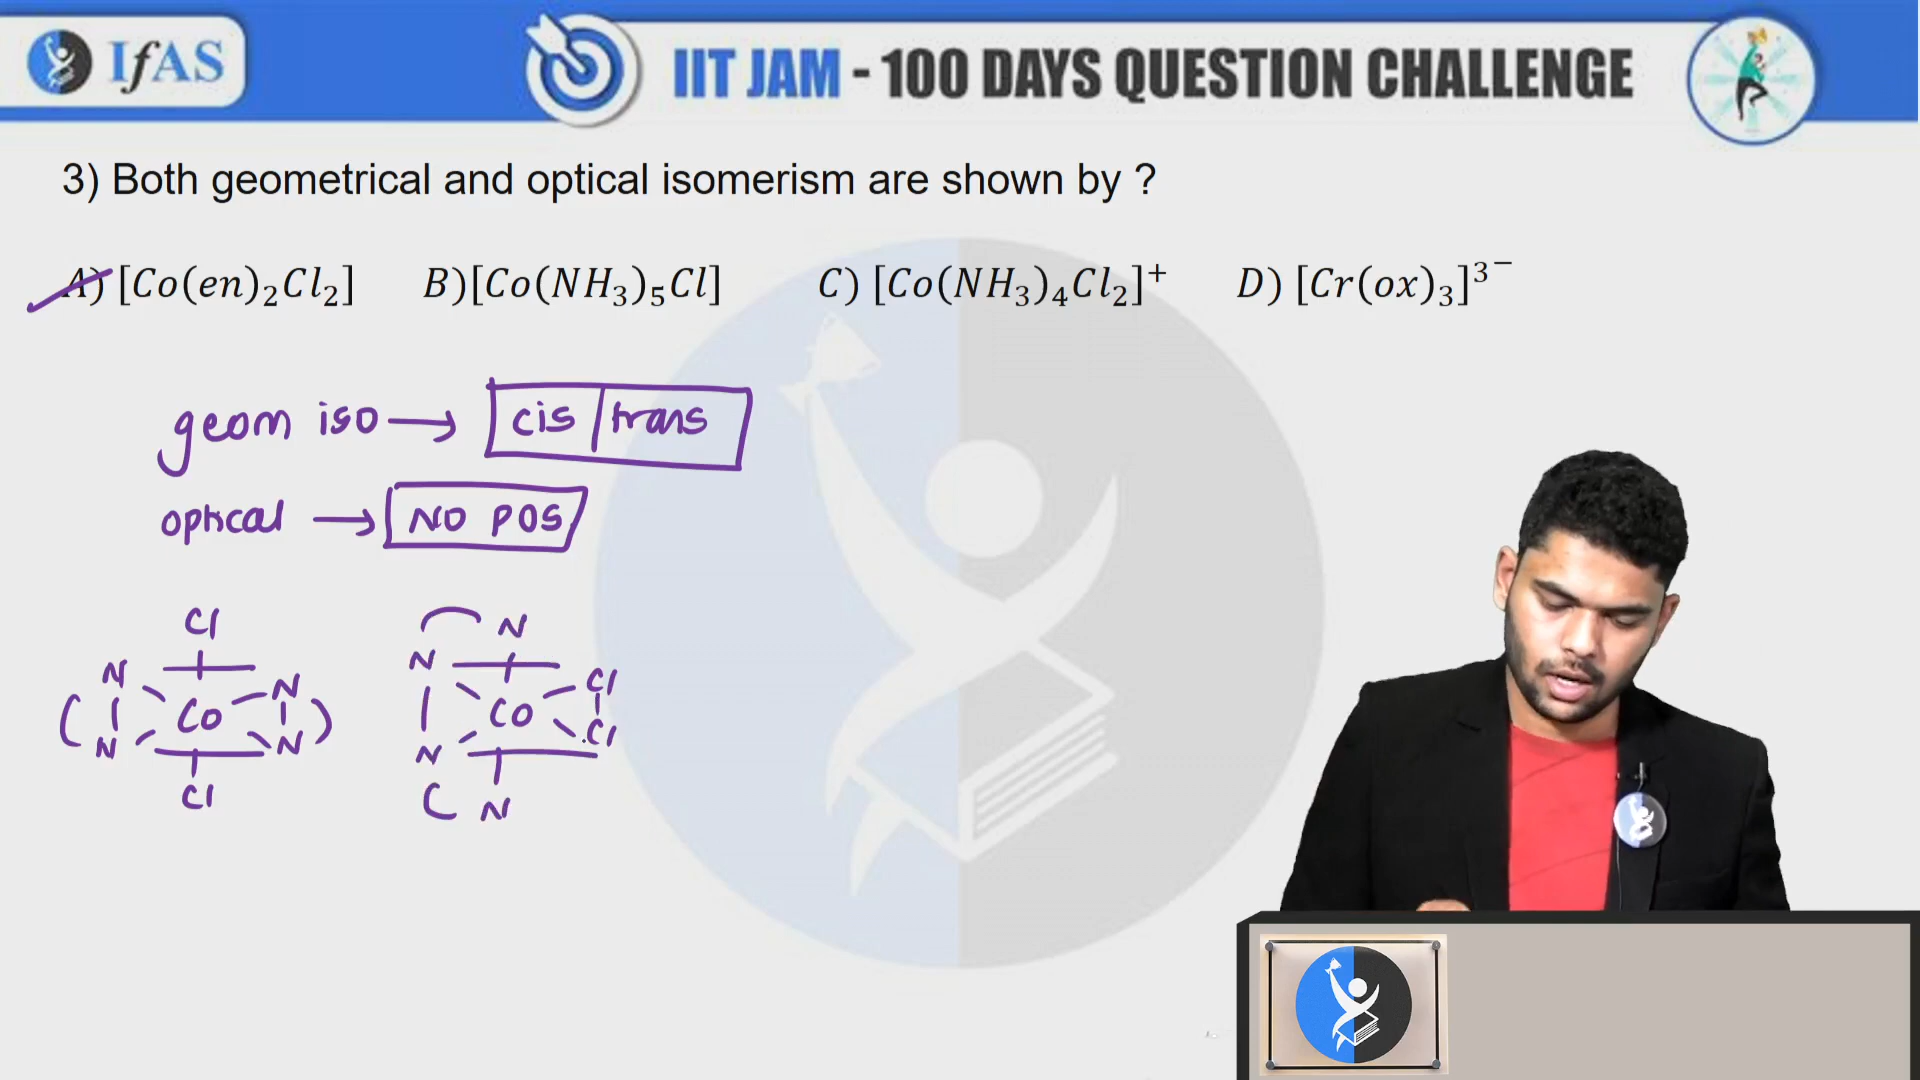 IfAS
IIT JAM - 100 DAYS QUESTION CHALLENGE
3) Both geometrical and optical isomerism are shown by ?
A) [Co(en)₂Cl₂] B)[Co(NH₃)₅Cl] C) [Co(NH₃)₄Cl₂]⁺ D) [Cr(ox)₃]³⁻
geom iso → cis | trans
optical → NO POS
Cl
N N
Co
N N
Cl
N
N Cl
Co
N Cl
N